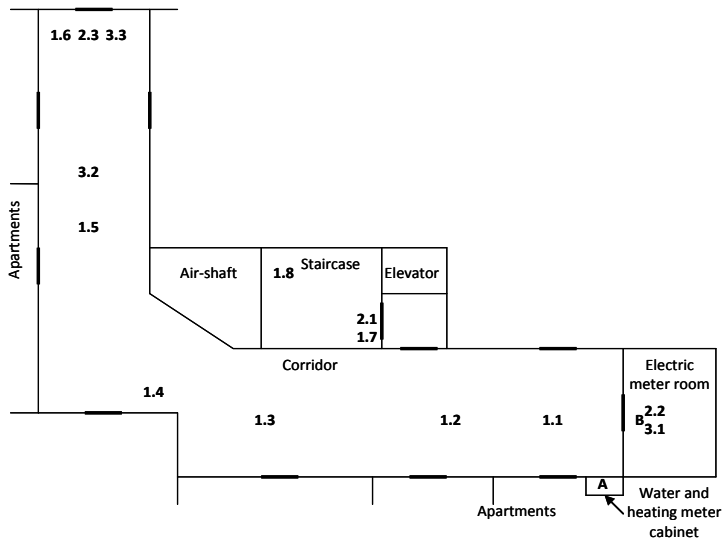 1.6 2.3 3.3
3.2
1.5
Apartments
Air-shaft
1.8
Staircase
Elevator
2.1
1.7
Corridor
Electric
meter room
1.4
1.3
1.2
1.1
B
2.2
3.1
A
Water and
heating meter
cabinet
Apartments